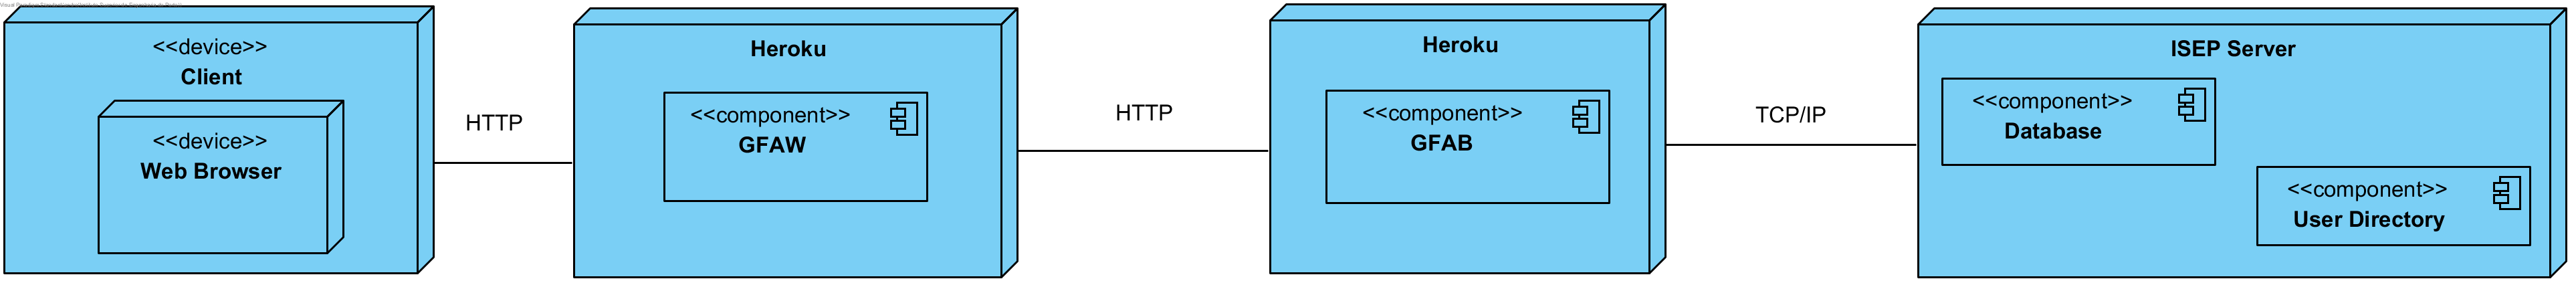 <<device>>
Client
<<device>>
Web Browser
HTTP
Heroku
<<component>>
GFAW
HTTP
Heroku
<<component>>
GFAB
TCP/IP
ISEP Server
<<component>>
Database
<<component>>
User Directory